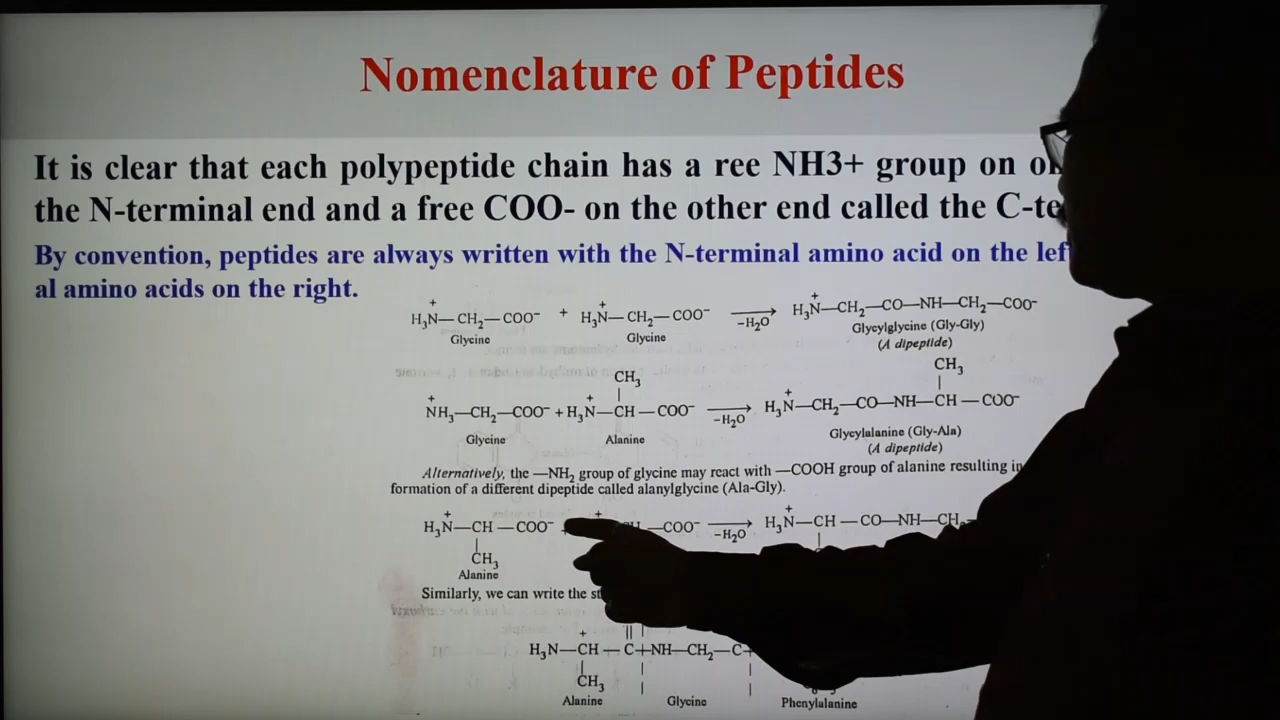 Nomenclature of Peptides
It is clear that each polypeptide chain has a ree NH3+ group on
the N-terminal end and a free COO- on the other end called the C-te
By convention, peptides are always written with the N-terminal amino acid on the lef
al amino acids on the right.
H₃N⁺—CH₂—COO⁻ + H₃N⁺—CH₂—COO⁻ —H₂O→ H₃N⁺—CH₂—CO—NH—CH₂—COO⁻
Glycine Glycine Glycylglycine (Gly-Gly)
(A dipeptide)
CH₃ CH₃
N⁺H₃—CH₂—COO⁻ + H₃N⁺—CH—COO⁻ —H₂O→ H₃N⁺—CH₂—CO—NH—CH—COO⁻
Glycine Alanine Glycylalanine (Gly-Ala)
(A dipeptide)
Alternatively, the —NH₂ group of glycine may react with —COOH group of alanine resulting in
formation of a different dipeptide called alanylglycine (Ala-Gly).
H₃N⁺—CH—COO⁻ —COO⁻ —H₂O→ H₃N⁺—CH—CO—NH—CH
CH₃
Alanine
Similarly, we can write the st
H₃N—CH⁺—C—NH—CH₂—C
CH₃
Alanine Glycine Phenylalanine